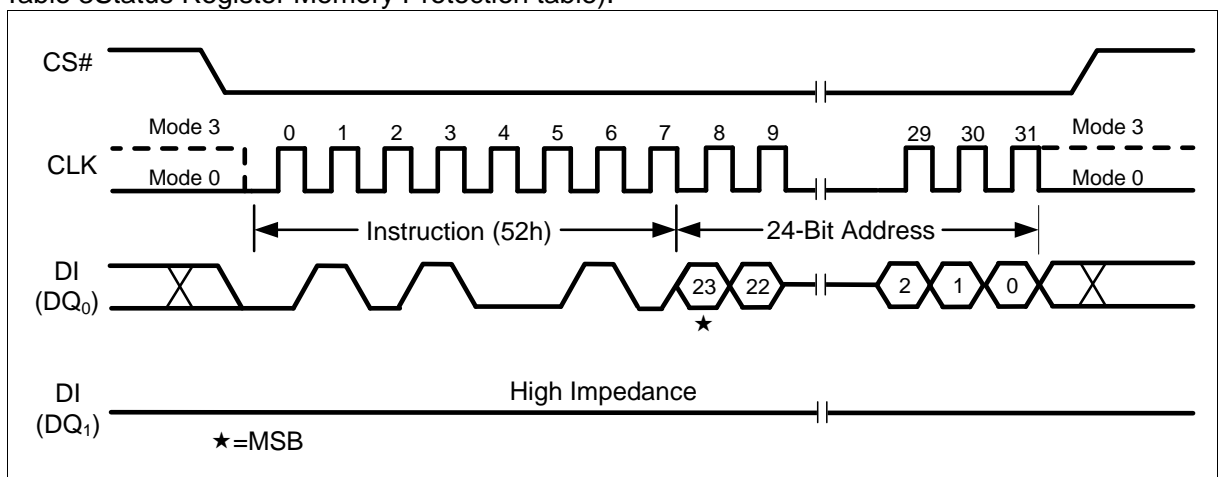 Table 8Status Register Memory Protection table).
CS#
Mode 3
0 1 2 3 4 5 6 7 8 9 29 30 31
Mode 3
CLK
Mode 0
Mode 0
Instruction (52h)
24-Bit Address
DI
(DQ0)
23 22 2 1 0
★
DI
(DQ1)
High Impedance
★=MSB